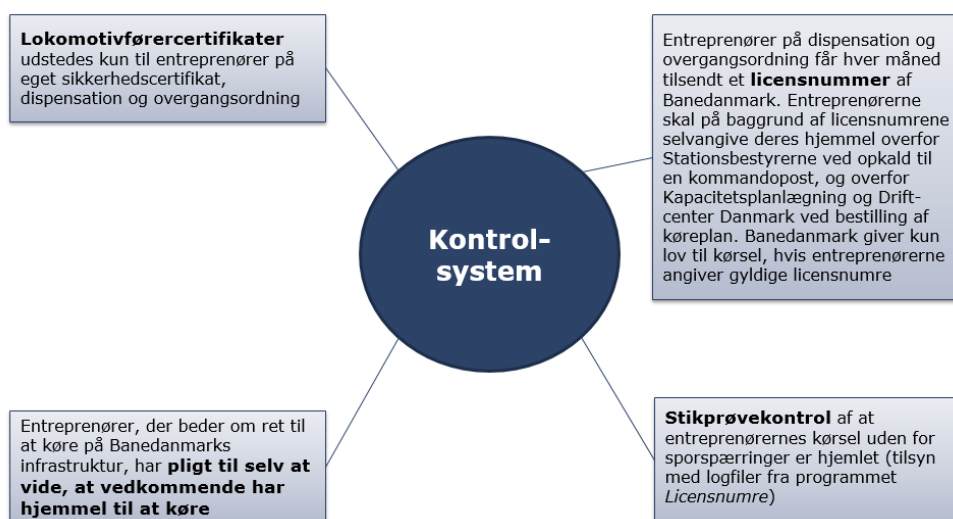 Lokomotivførercertifikater
udstedes kun til entreprenører på
eget sikkerhedscertifikat,
dispensation og overgangsordning
Entreprenører på dispensation og
overgangsordning får hver måned
tilsendt et licensnummer af
Banedanmark. Entreprenørerne
skal på baggrund af licensnumrene
selvangive deres hjemmel overfor
Stationsbestyrerne ved opkald til
en kommandopost, og overfor
Kapacitetsplanlægning og Drift-
center Danmark ved bestilling af
køreplan. Banedanmark giver kun
lov til kørsel, hvis entreprenørerne
angiver gyldige licensnumre
Kontrol-
system
Entreprenører, der beder om ret til
at køre på Banedanmarks
infrastruktur, har pligt til selv at
vide, at vedkommende har
hjemmel til at køre
Stikprøvekontrol af at
entreprenørernes kørsel uden for
sporspærringer er hjemlet (tilsyn
med logfiler fra programmet
Licensnumre)